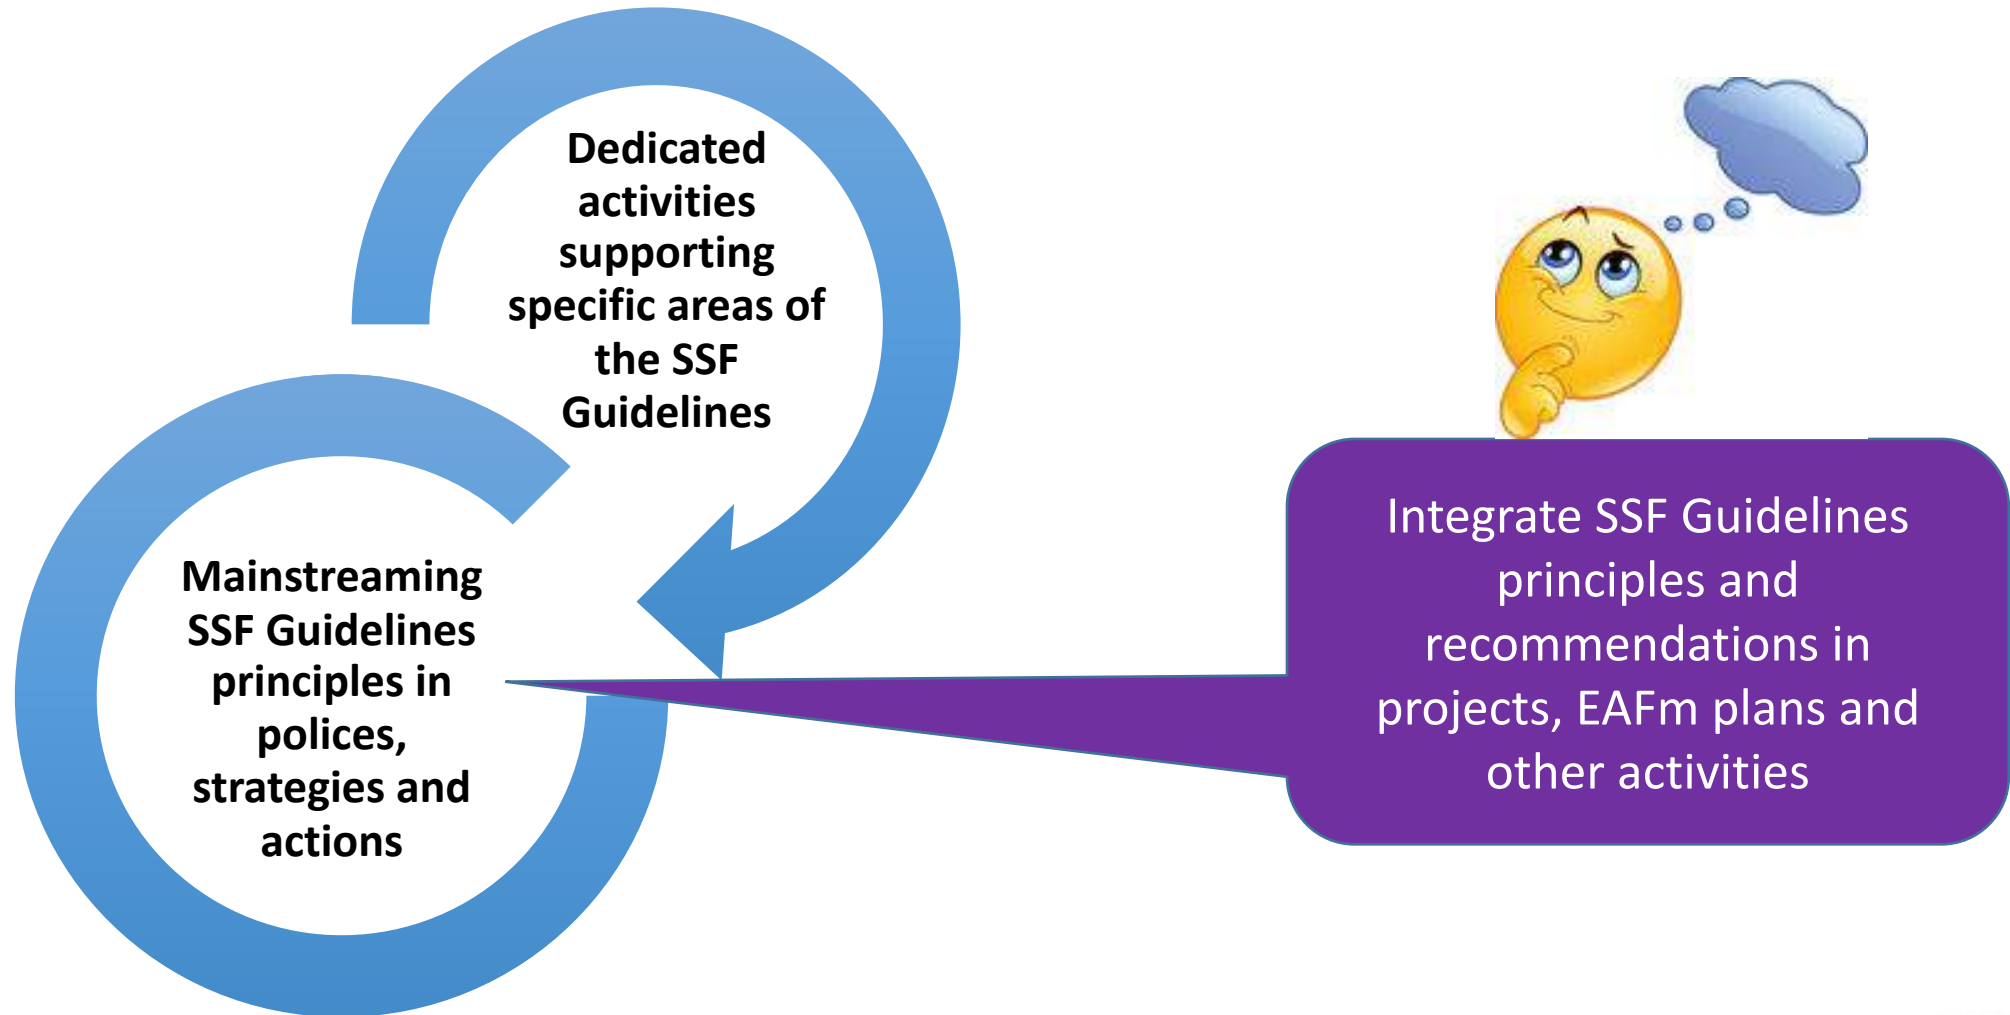 Dedicated
activities
supporting
specific areas of
the SSF
Guidelines
Mainstreaming
SSF Guidelines
principles in
polices,
strategies and
actions
Integrate SSF Guidelines
principles and
recommendations in
projects, EAFm plans and
other activities